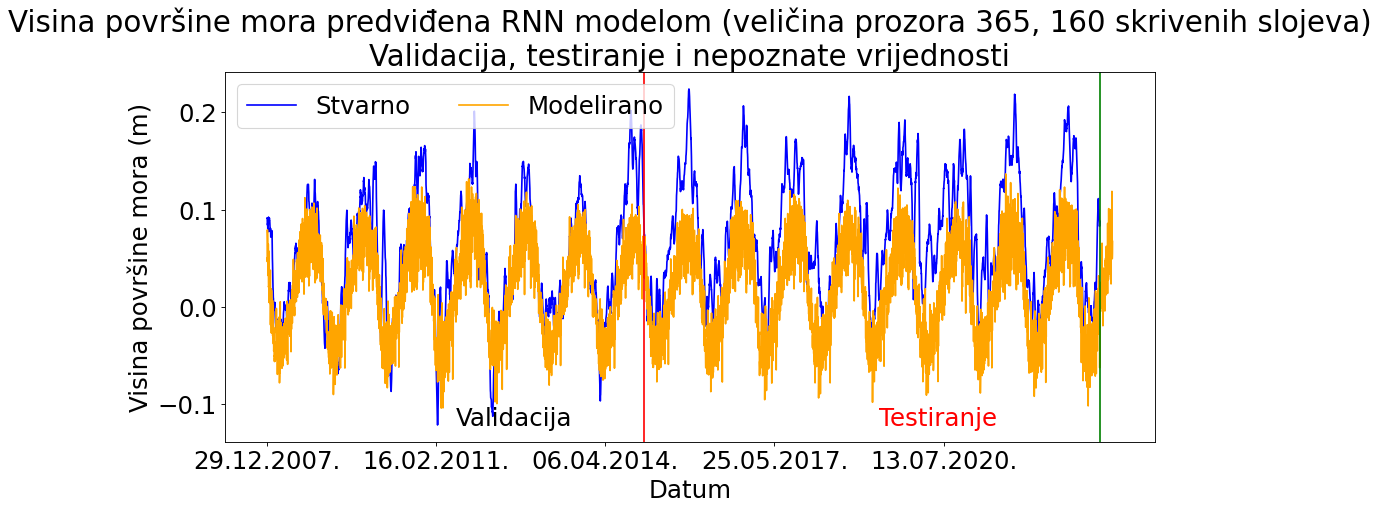 Visina površine mora predviđena RNN modelom (veličina prozora 365, 160 skrivenih slojeva)
Validacija, testiranje i nepoznate vrijednosti
Stvarno
Modelirano
Visina površine mora (m)
0.2
0.1
0.0
−0.1
Validacija
Testiranje
29.12.2007.
16.02.2011.
06.04.2014.
25.05.2017.
13.07.2020.
Datum